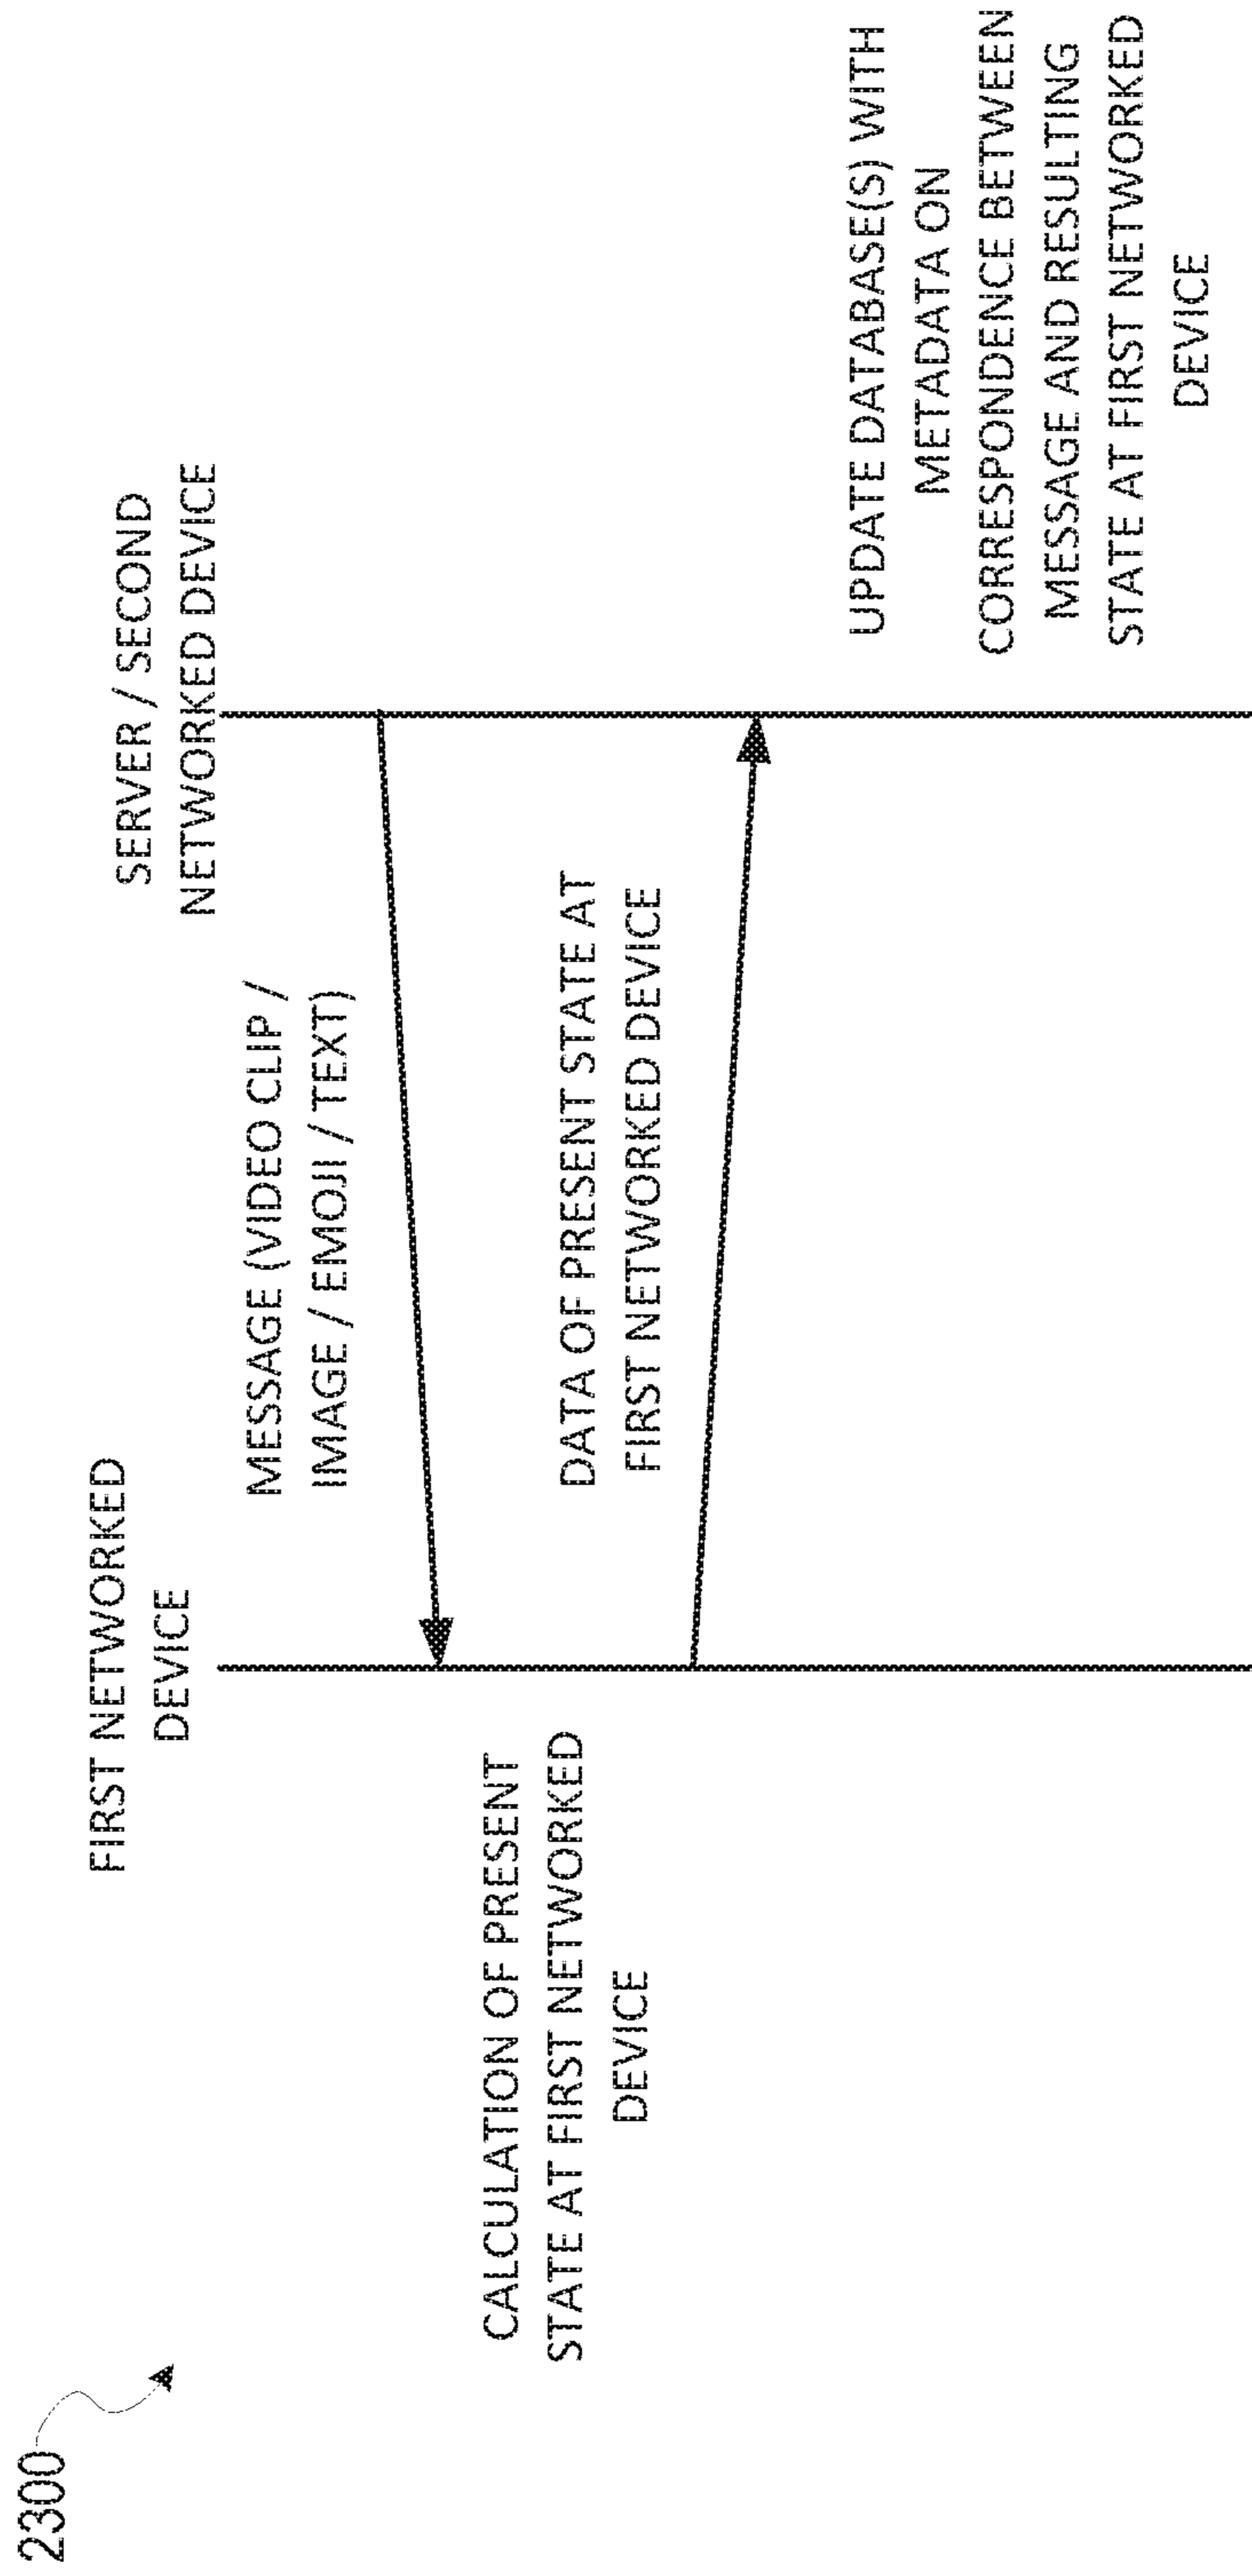 2300
FIRST NETWORKED
DEVICE
SERVER / SECOND
NETWORKED DEVICE
MESSAGE (VIDEO CLIP /
IMAGE / EMOJI / TEXT)
CALCULATION OF PRESENT
STATE AT FIRST NETWORKED
DEVICE
DATA OF PRESENT STATE AT
FIRST NETWORKED DEVICE
UPDATE DATABASE(S) WITH
METADATA ON
CORRESPONDENCE BETWEEN
MESSAGE AND RESULTING
STATE AT FIRST NETWORKED
DEVICE